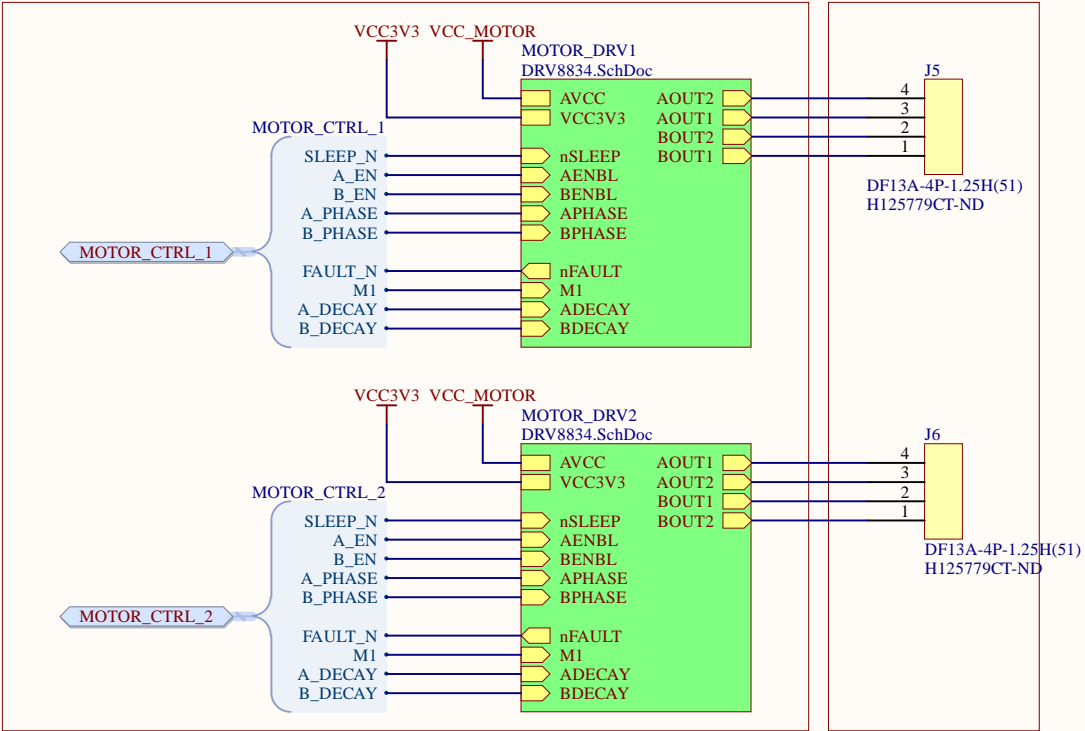 VCC3V3 VCC_MOTOR
MOTOR_DRV1
DRV8834.SchDoc
J5
AVCC AOUT2 4
VCC3V3 AOUT1 3
BOUT2 2
MOTOR_CTRL_1
SLEEP_N nSLEEP BOUT1 1
A_EN AENBL
B_EN BENBL
A_PHASE APHASE
B_PHASE BPHASE
DF13A-4P-1.25H(51)
H125779CT-ND
MOTOR_CTRL_1
FAULT_N nFAULT
M1 M1
A_DECAY ADECAY
B_DECAY BDECAY
VCC3V3 VCC_MOTOR
MOTOR_DRV2
DRV8834.SchDoc
J6
AVCC AOUT1 4
VCC3V3 AOUT2 3
BOUT1 2
MOTOR_CTRL_2
SLEEP_N nSLEEP BOUT2 1
A_EN AENBL
B_EN BENBL
A_PHASE APHASE
B_PHASE BPHASE
DF13A-4P-1.25H(51)
H125779CT-ND
MOTOR_CTRL_2
FAULT_N nFAULT
M1 M1
A_DECAY ADECAY
B_DECAY BDECAY